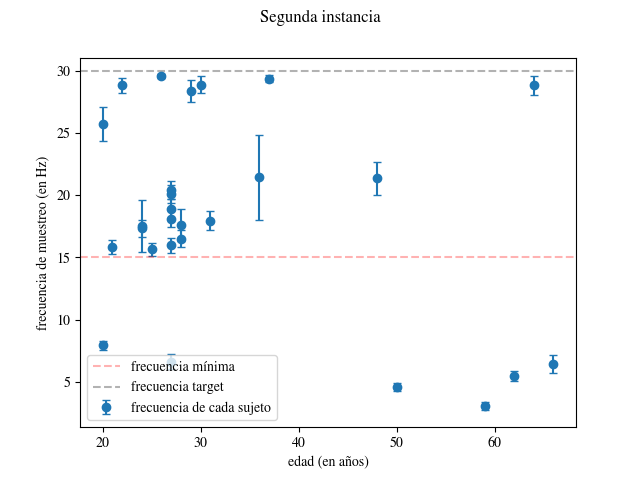 Segunda instancia
frecuencia de muestreo (en Hz)
30
25
20
15
10
5
frecuencia mínima
frecuencia target
frecuencia de cada sujeto
20 30 40 50 60
edad (en años)